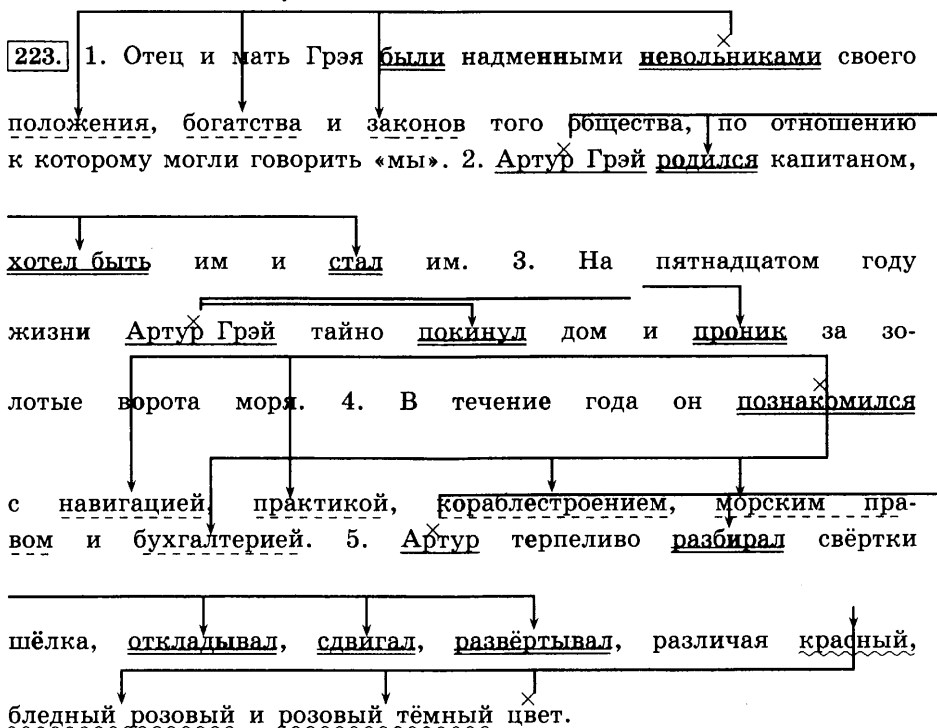 223. 1. Отец и мать Грэя были надменными невольниками своего
положения, богатства и законов того общества, по отношению
к которому могли говорить «мы». 2. Артур Грэй родился капитаном,
хотел быть им и стал им. 3. На пятнадцатом году
жизни Артур Грэй тайно покинул дом и проник за зо-
лотые ворота моря. 4. В течение года он познакомился
с навигацией, практикой, кораблестроением, морским пра-
вом и бухгалтерией. 5. Артур терпеливо разбирал свёртки
шёлка, откладывал, сдвигал, развёртывал, различая красный,
бледный розовый и розовый тёмный цвет.